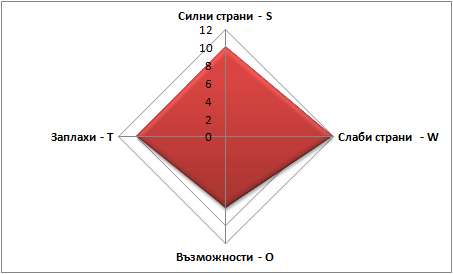 Силни страни - S
12
10
8
6
4
2
0
Заплахи - T
Слаби страни - W
Възможности - O